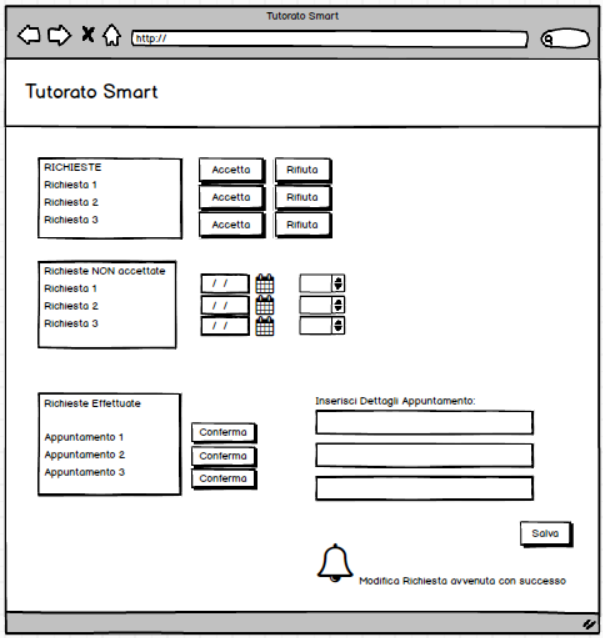 Tutorato Smart
http://
Tutorato Smart
RICHIESTE
Richiesta 1
Richiesta 2
Richiesta 3
Accetta Rifiuta
Accetta Rifiuta
Accetta Rifiuta
Richieste NON accettate
Richiesta 1
Richiesta 2
Richiesta 3
/ /
/ /
/ /
Richieste Effettuate
Appuntamento 1
Appuntamento 2
Appuntamento 3
Conferma
Conferma
Conferma
Inserisci Dettagli Appuntamento:
Salva
Modifica Richiesta avvenuta con successo